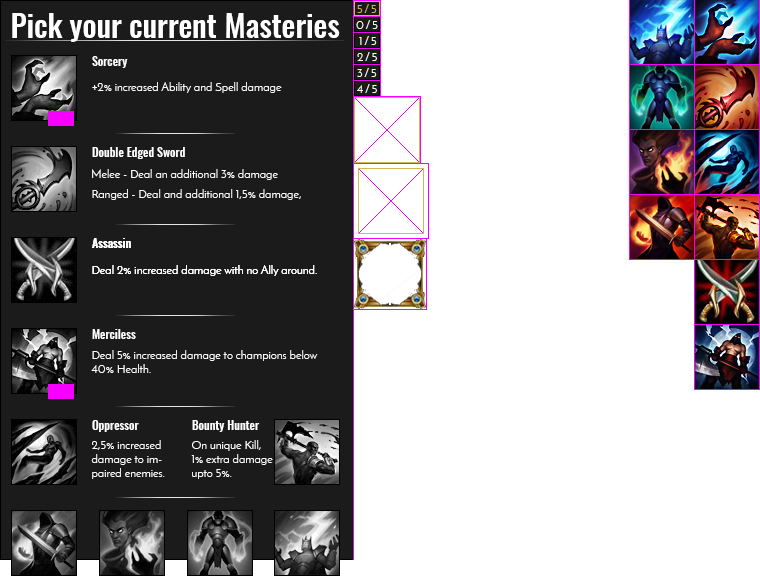 Pick your current Masteries
Sorcery
+2% increased Ability and Spell damage
Double Edged Sword
Melee - Deal an additional 3% damage
Ranged - Deal and additional 1,5% damage,
Assassin
Deal 2% increased damage with no Ally around.
Merciless
Deal 5% increased damage to champions below
40% Health.
Oppressor
2,5% increased
damage to im-
paired enemies.
Bounty Hunter
On unique Kill,
1% extra damage
upto 5%.
5/5
0/5
1/5
2/5
3/5
4/5